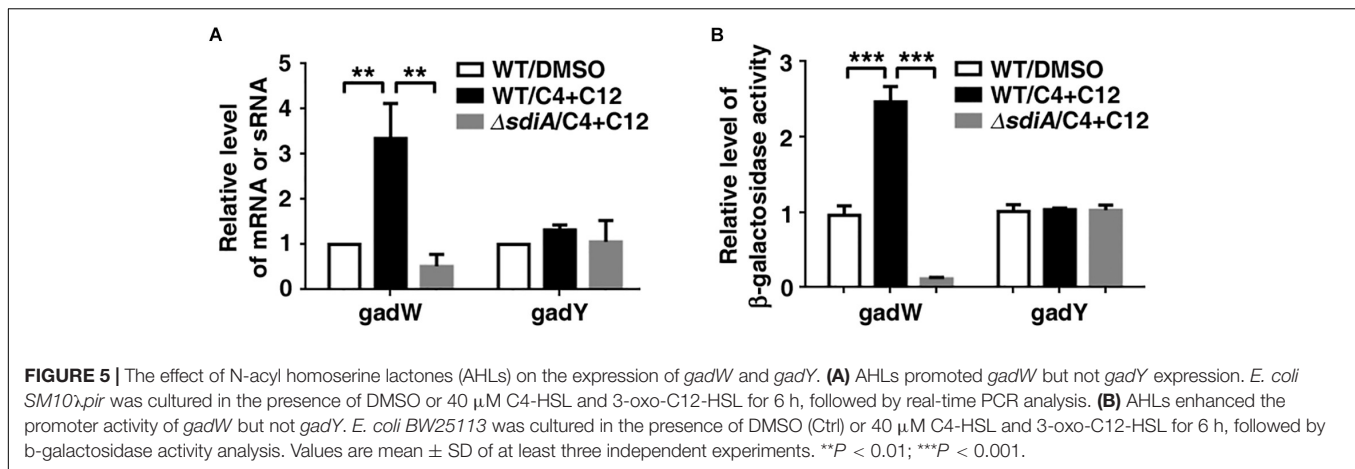 A
Relative level
of mRNA or sRNA
5
4
3
2
1
0
** **
WT/DMSO
WT/C4+C12
ΔsdiA/C4+C12
gadW gadY
B
Relative level of
β-galactosidase activity
3
2
1
0
*** ***
WT/DMSO
WT/C4+C12
ΔsdiA/C4+C12
gadW gadY
FIGURE 5 | The effect of N-acyl homoserine lactones (AHLs) on the expression of gadW and gadY. (A) AHLs promoted gadW but not gadY expression. E. coli
SM10λpir was cultured in the presence of DMSO or 40 μM C4-HSL and 3-oxo-C12-HSL for 6 h, followed by real-time PCR analysis. (B) AHLs enhanced the
promoter activity of gadW but not gadY. E. coli BW25113 was cultured in the presence of DMSO (Ctrl) or 40 μM C4-HSL and 3-oxo-C12-HSL for 6 h, followed by
b-galactosidase activity analysis. Values are mean ± SD of at least three independent experiments. **P < 0.01; ***P < 0.001.